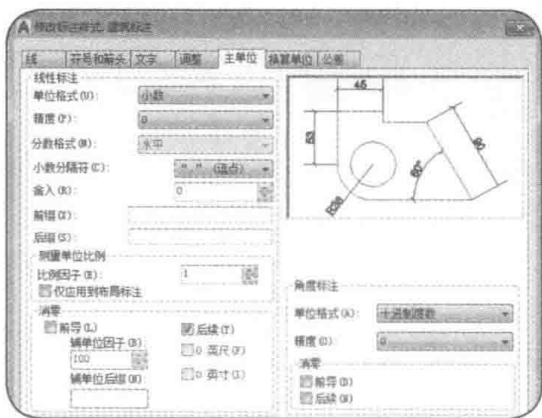 修改标注样式: 建筑标注
线 符号和箭头 文字 调整 主单位 换算单位 公差
线性标注
单位格式(U): 小数
精度(P): 0
分数格式(M): 水平
小数分隔符(C): “.” (句点)
舍入(R): 0
前缀(X):
后缀(S):
测量单位比例
比例因子(E): 1
仅应用到布局标注
消零
前导(L)
后续(T)
辅单位因子(B):
100
0 英尺(F)
辅单位后缀(N):
0 英寸(I)
45
53
60°
角度标注
单位格式(A): 十进制度数
精度(O): 0
消零
前导(D)
后续(N)